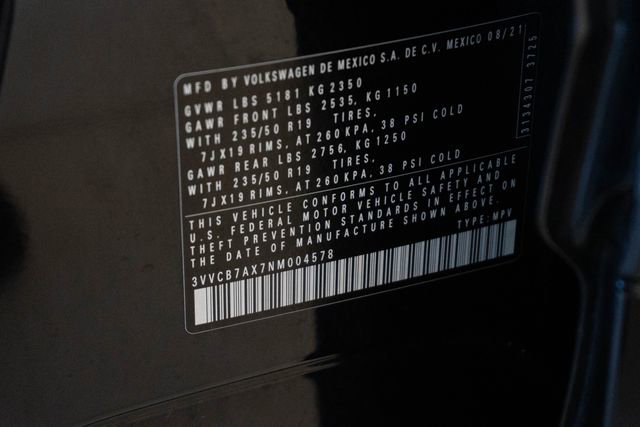 MFD BY VOLKSWAGEN DE MEXICO S.A. DE C.V. MEXICO 08/21
GVWR LBS 5181 KG 2350
GAWR FRONT LBS 2535, KG 1150
WITH 235/50 R19 TIRES,
7JX19 RIMS, AT 260 KPA, 38 PSI COLD
GAWR REAR LBS 2756, KG 1250
WITH 235/50 R19 TIRES,
7JX19 RIMS, AT 260 KPA, 38 PSI COLD
THIS VEHICLE CONFORMS TO ALL APPLICABLE
U.S. FEDERAL MOTOR VEHICLE SAFETY AND
THEFT PREVENTION STANDARDS IN EFFECT ON
THE DATE OF MANUFACTURE SHOWN ABOVE.
3VVCB7AX7NM004578 TYPE: MPV
3134307 3725